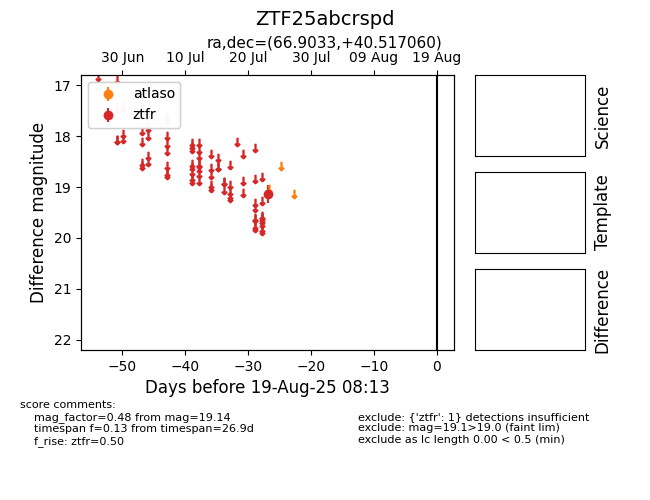 ZTF25abcrspd
ra,dec=(66.9033,+40.517060)
30 Jun 10 Jul 20 Jul 30 Jul 09 Aug 19 Aug
atlaso
ztfr
17
18
19
20
21
22
Difference magnitude
−50 −40 −30 −20 −10 0
Days before 19-Aug-25 08:13
Science
Template
Difference
score comments:
mag_factor=0.48 from mag=19.14
timespan f=0.13 from timespan=26.9d
f_rise: ztfr=0.50
exclude: {'ztfr': 1} detections insufficient
exclude: mag=19.1>19.0 (faint lim)
exclude as lc length 0.00 < 0.5 (min)